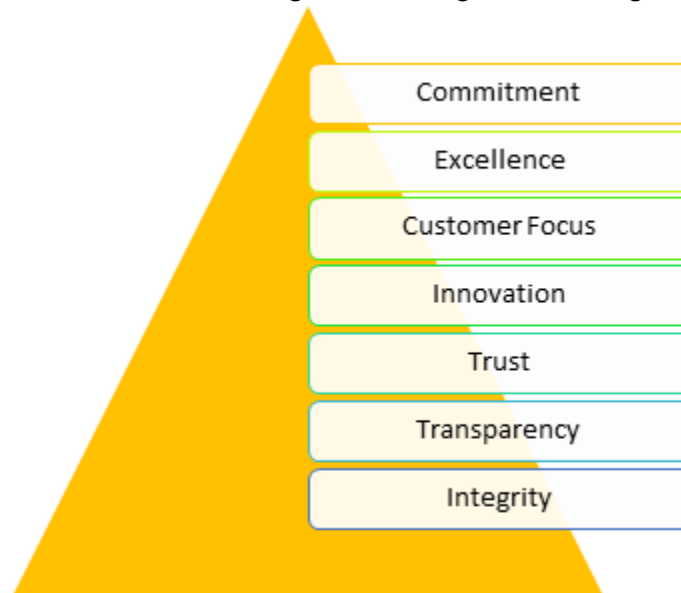 Commitment
Excellence
Customer Focus
Innovation
Trust
Transparency
Integrity